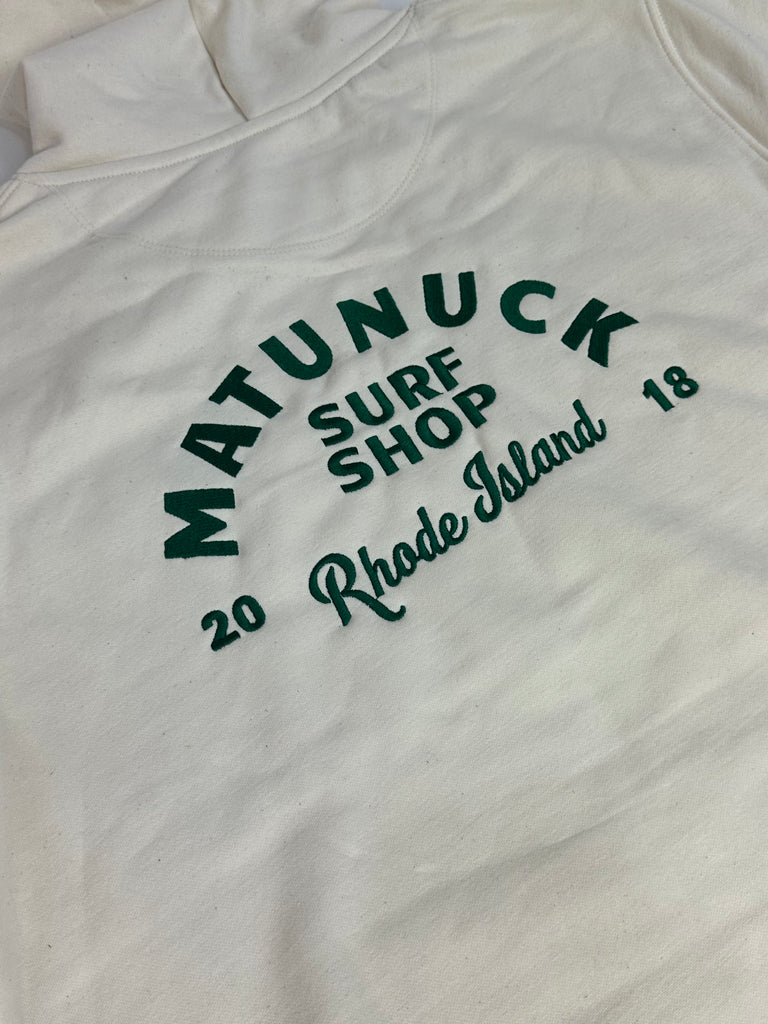 MATUNUCK
SURF
SHOP
20 Rhode Island 18